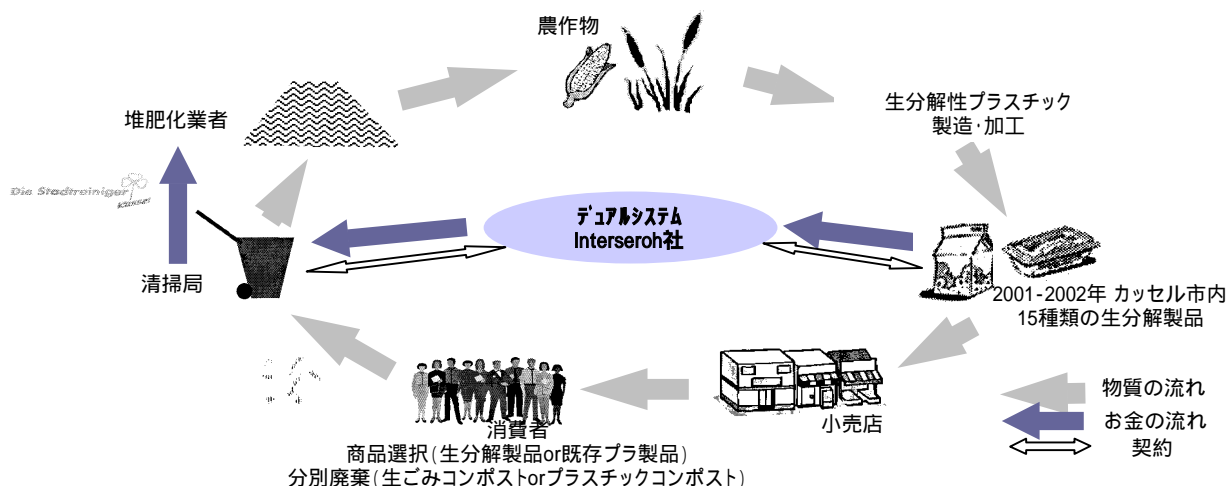 農作物
堆肥化業者
生分解性プラスチック
製造・加工
Die Stadtreiniger
Kassel
ﾃﾞｭｱﾙｼｽﾃﾑ
Interseroh社
清掃局
2001-2002年 カッセル市内
15種類の生分解製品
物質の流れ
小売店
お金の流れ
消費者
契約
商品選択(生分解製品or既存プラ製品)
分別廃棄(生ごみコンポストorプラスチックコンポスト)